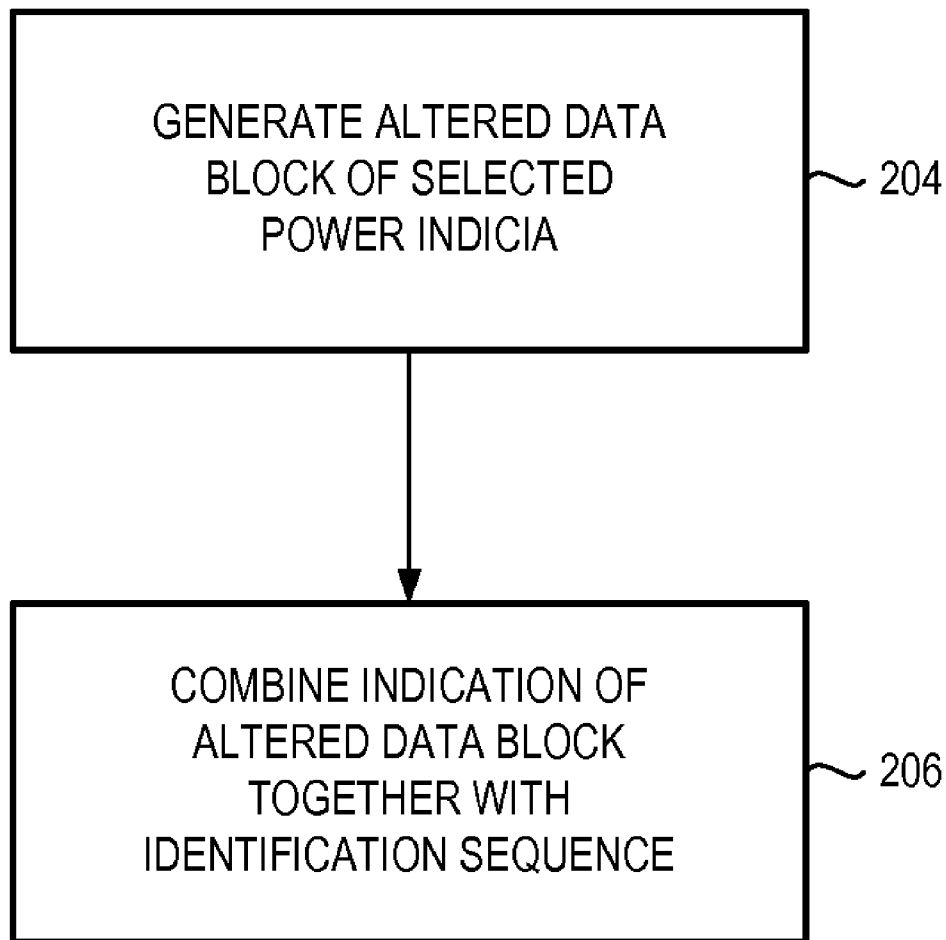 GENERATE ALTERED DATA
BLOCK OF SELECTED
POWER INDICIA
204
COMBINE INDICATION OF
ALTERED DATA BLOCK
TOGETHER WITH
IDENTIFICATION SEQUENCE
206